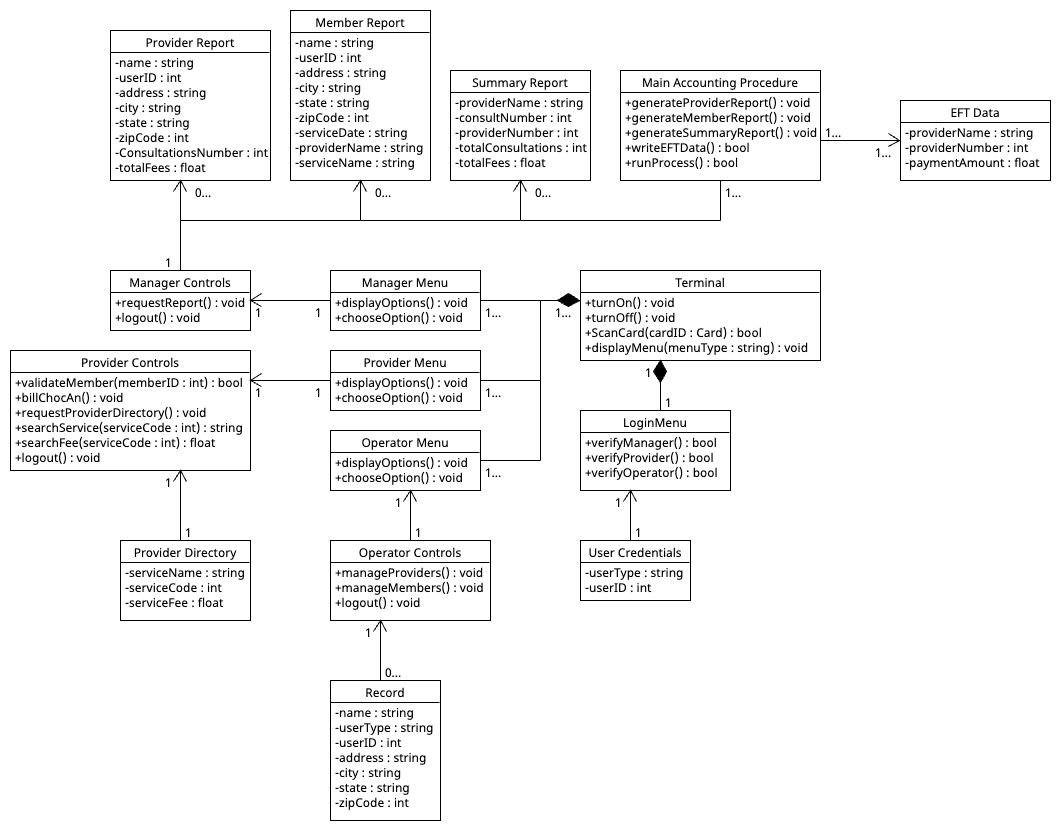 Provider Report
-name : string
-userID : int
-address : string
-city : string
-state : string
-zipCode : int
-ConsultationsNumber : int
-totalFees : float
0...
Member Report
-name : string
-userID : int
-address : string
-city : string
-state : string
-zipCode : int
-serviceDate : string
-providerName : string
-serviceName : string
0...
Summary Report
-providerName : string
-consultNumber : int
-providerNumber : int
-totalConsultations : int
-totalFees : float
0...
Main Accounting Procedure
+generateProviderReport() : void
+generateMemberReport() : void
+generateSummaryReport() : void
+writeEFTData() : bool
+runProcess() : bool
1...
1...
1...
EFT Data
-providerName : string
-providerNumber : int
-paymentAmount : float
1
Manager Controls
+requestReport() : void
+logout() : void
1
1
Manager Menu
+displayOptions() : void
+chooseOption() : void
1...
1...
Terminal
+turnOn() : void
+turnOff() : void
+ScanCard(cardID : Card) : bool
+displayMenu(menuType : string) : void
1
1
Provider Controls
+validateMember(memberID : int) : bool
+billChocAn() : void
+requestProviderDirectory() : void
+searchService(serviceCode : int) : string
+searchFee(serviceCode : int) : float
+logout() : void
1
1
Provider Menu
+displayOptions() : void
+chooseOption() : void
1...
Operator Menu
+displayOptions() : void
+chooseOption() : void
1...
LoginMenu
+verifyManager() : bool
+verifyProvider() : bool
+verifyOperator() : bool
1
1
Provider Directory
-serviceName : string
-serviceCode : int
-serviceFee : float
1
1
Operator Controls
+manageProviders() : void
+manageMembers() : void
+logout() : void
1
1
User Credentials
-userType : string
-userID : int
1
0...
Record
-name : string
-userType : string
-userID : int
-address : string
-city : string
-state : string
-zipCode : int